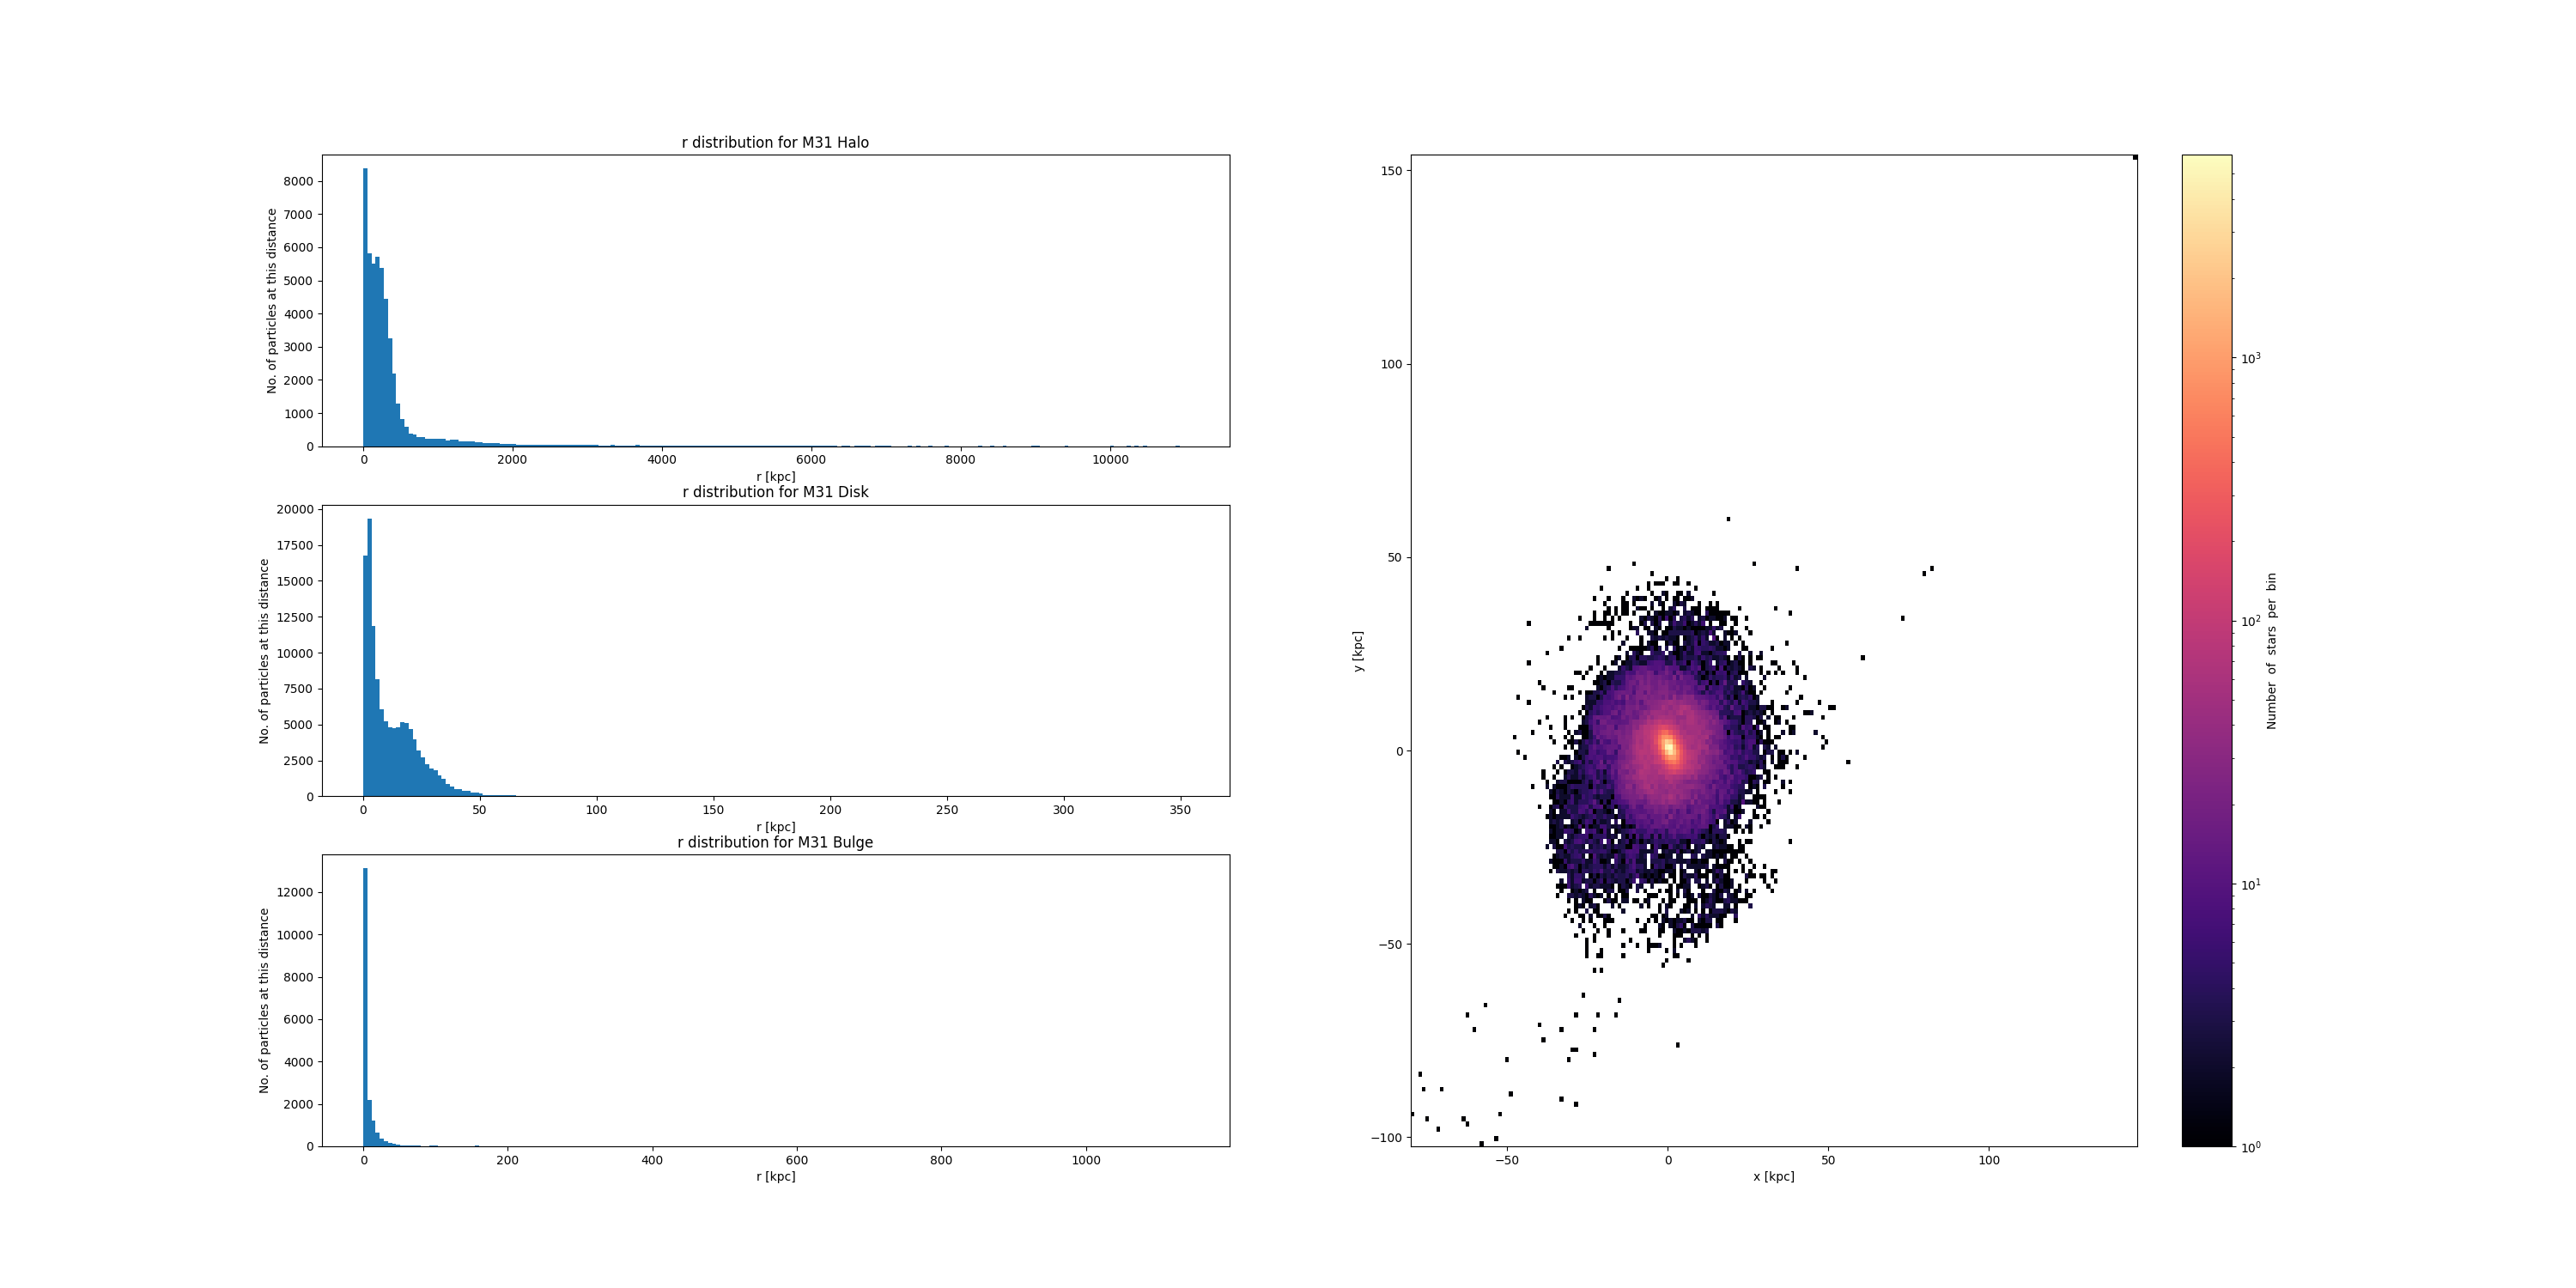 r distribution for M31 Halo
No. of particles at this distance
8000
7000
6000
5000
4000
3000
2000
1000
0
0 2000 4000 6000 8000 10000
r [kpc]
r distribution for M31 Disk
No. of particles at this distance
20000
17500
15000
12500
10000
7500
5000
2500
0
0 50 100 150 200 250 300 350
r [kpc]
r distribution for M31 Bulge
No. of particles at this distance
12000
10000
8000
6000
4000
2000
0
0 200 400 600 800 1000
r [kpc]
y [kpc]
150
100
50
0
−50
−100
−50 0 50 100
x [kpc]
10³
10²
10¹
10⁰
Number of stars per bin